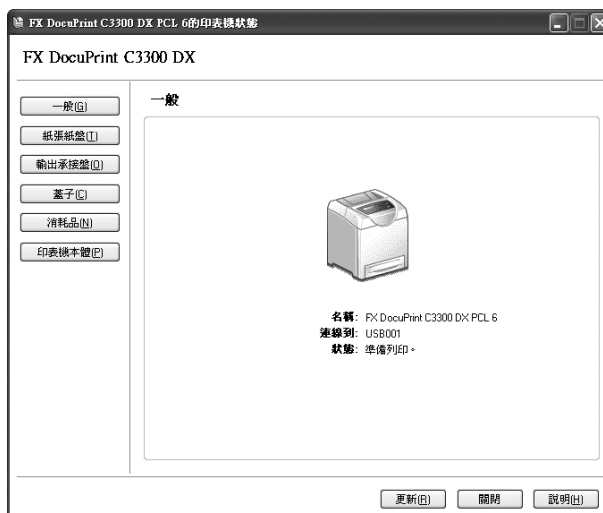 FX DocuPrint C3300 DX PCL 6的印表機狀態
FX DocuPrint C3300 DX
一般(G)
紙張紙盤(T)
輸出承接盤(O)
蓋子(C)
消耗品(N)
印表機本體(P)
一般
名稱: FX DocuPrint C3300 DX PCL 6
連線到: USB001
狀態: 準備列印。
更新(R) 關閉 說明(H)